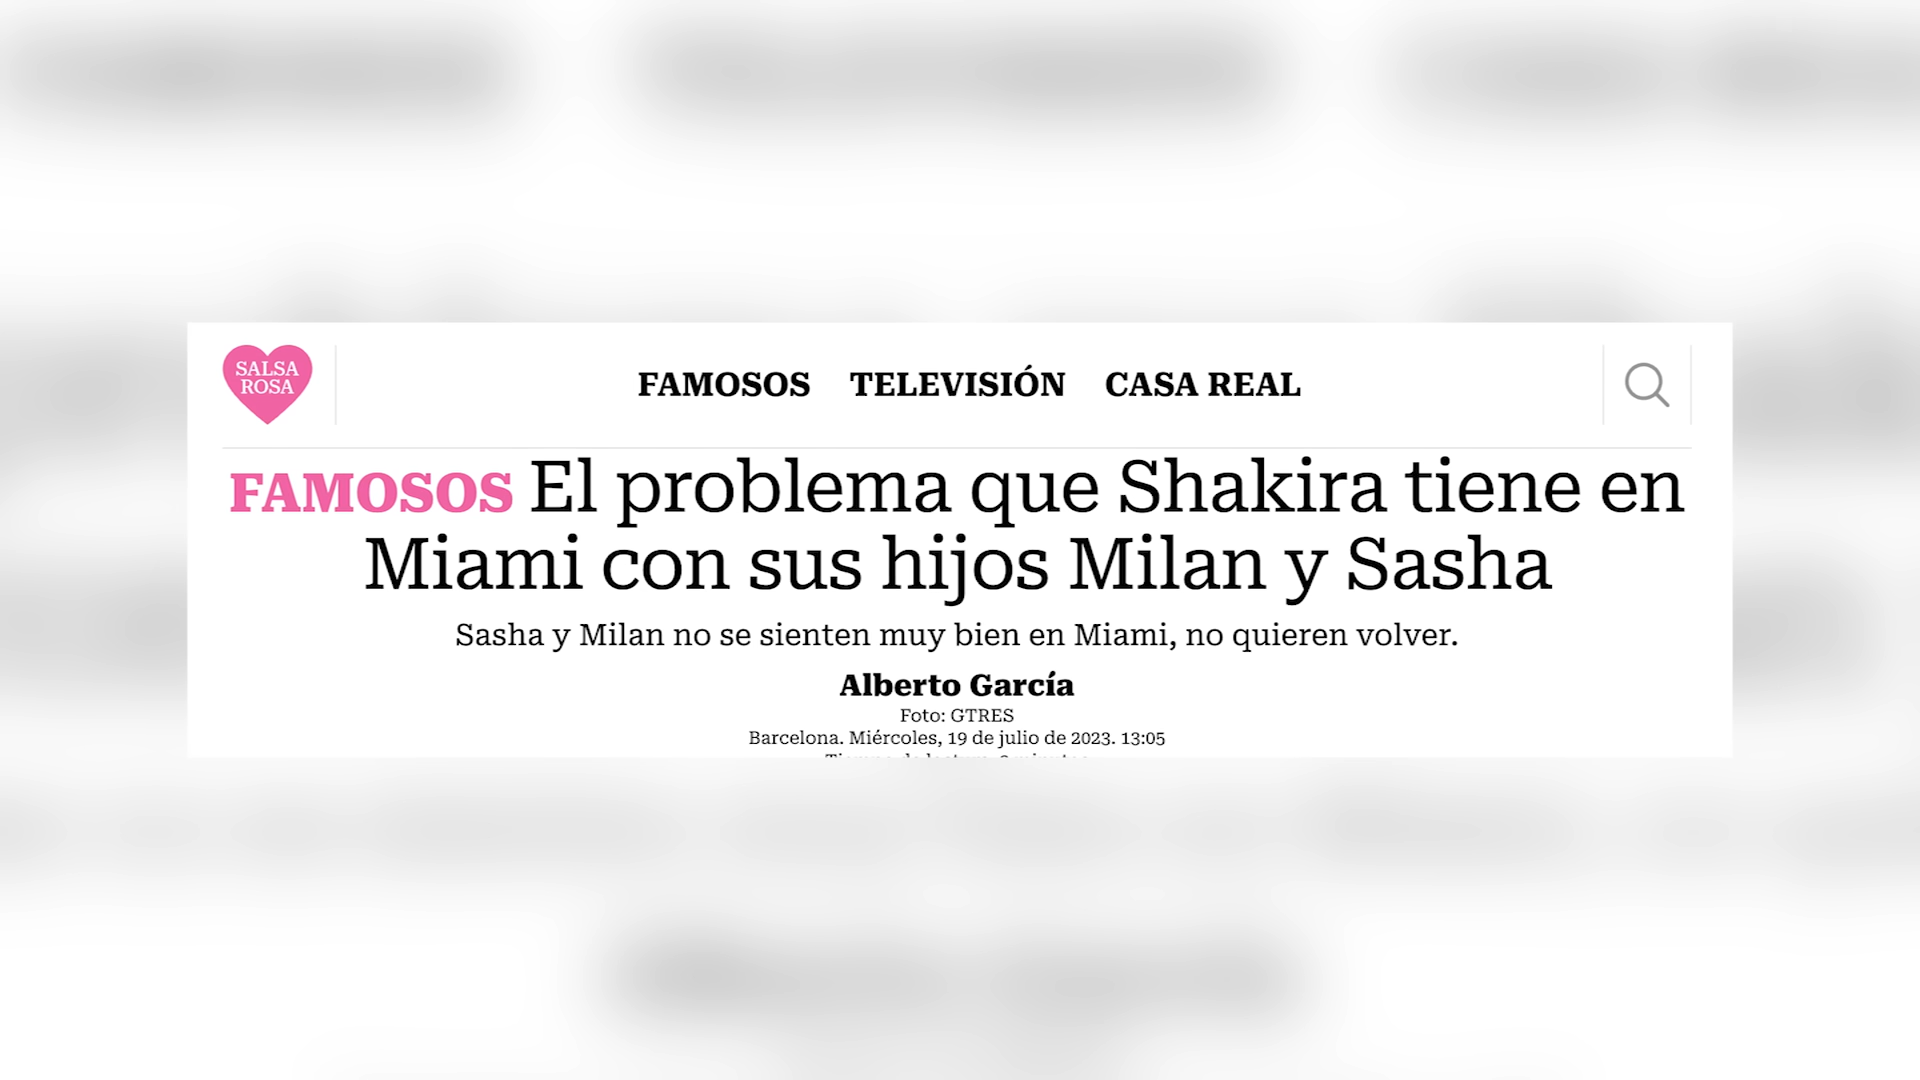 SALSA
ROSA
FAMOSOS TELEVISIÓN CASA REAL
FAMOSOS El problema que Shakira tiene en
Miami con sus hijos Milan y Sasha
Sasha y Milan no se sienten muy bien en Miami, no quieren volver.
Alberto García
Foto: GTRES
Barcelona. Miércoles, 19 de julio de 2023. 13:05